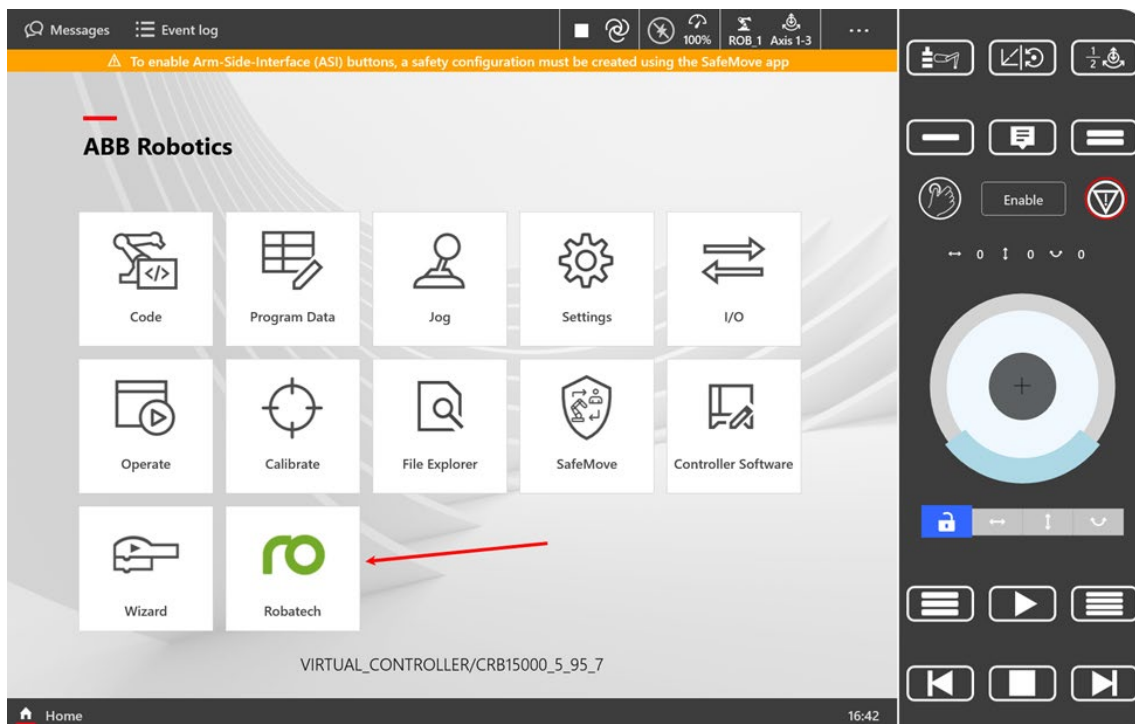 Messages Event log 100% ROB_1 Axis 1-3 ...
To enable Arm-Side-Interface (ASI) buttons, a safety configuration must be created using the SafeMove app
ABB Robotics
Code Program Data Jog Settings I/O
Operate Calibrate File Explorer SafeMove Controller Software
ro
Wizard Robatech
VIRTUAL_CONTROLLER/CRB15000_5_95_7
Home 16:42
1
2
Enable
0 0 0